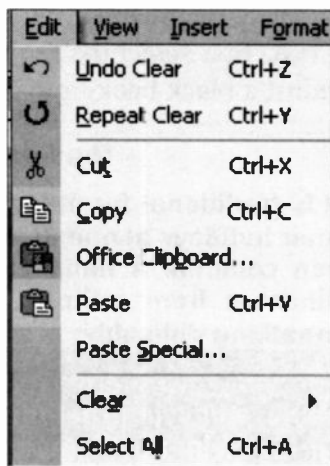 Edit View Insert Format
Undo Clear Ctrl+Z
Repeat Clear Ctrl+Y
Cut Ctrl+X
Copy Ctrl+C
Office Clipboard...
Paste Ctrl+V
Paste Special...
Clear
Select All Ctrl+A